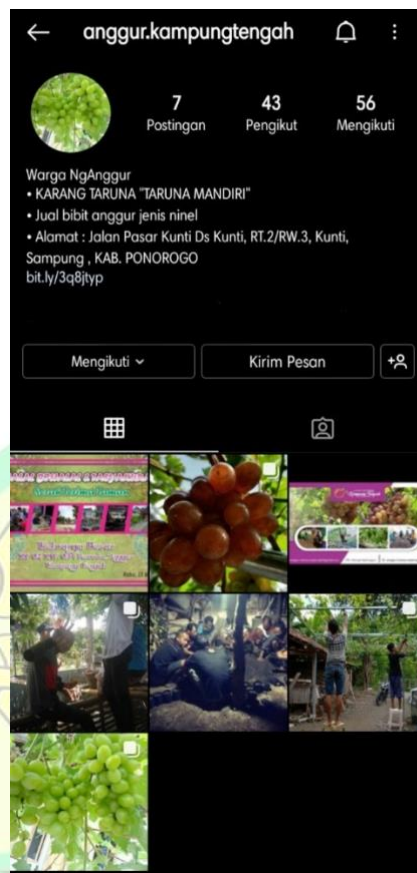 anggur.kampungtengah
7 43 56
Postingan Pengikut Mengikuti
Warga NgAnggur
• KARANG TARUNA "TARUNA MANDIRI"
• Jual bibit anggur jenis ninel
• Alamat : Jalan Pasar Kunti Ds Kunti, RT.2/RW.3, Kunti,
Sampung , KAB. PONOROGO
bit.ly/3q8jtyp
Mengikuti Kirim Pesan